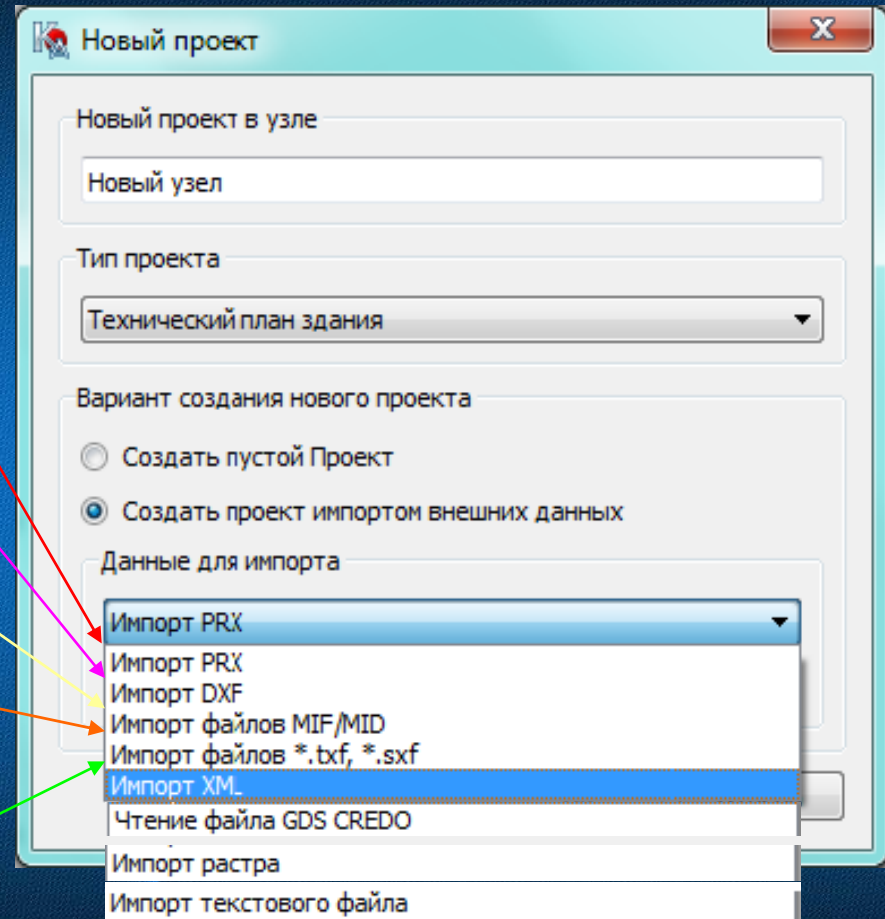 Новый проект
Новый проект в узле
Новый узел
Тип проекта
Технический план здания
Вариант создания нового проекта
Создать пустой Проект
Создать проект импортом внешних данных
Данные для импорта
Импорт PRX
Импорт PRX
Импорт DXF
Импорт файлов MIF/MID
Импорт файлов *.txf, *.sxf
Импорт XML
Чтение файла GDS CREDO
Импорт растра
Импорт текстового файла